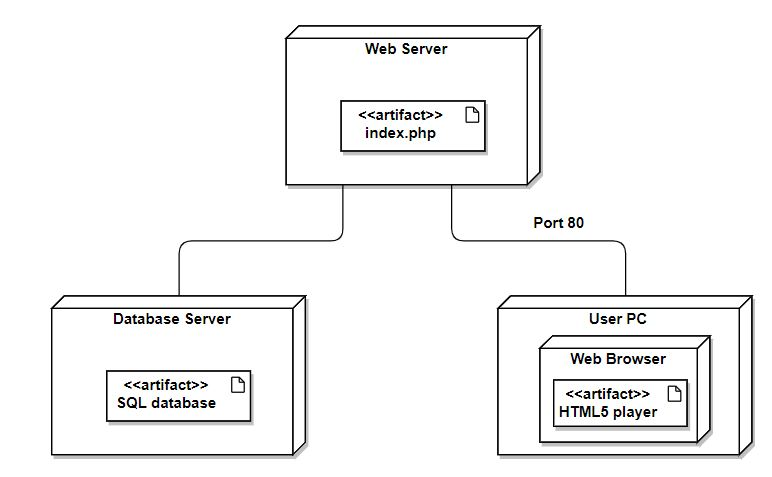 Web Server
<<artifact>>
index.php
Port 80
Database Server
<<artifact>>
SQL database
User PC
Web Browser
<<artifact>>
HTML5 player